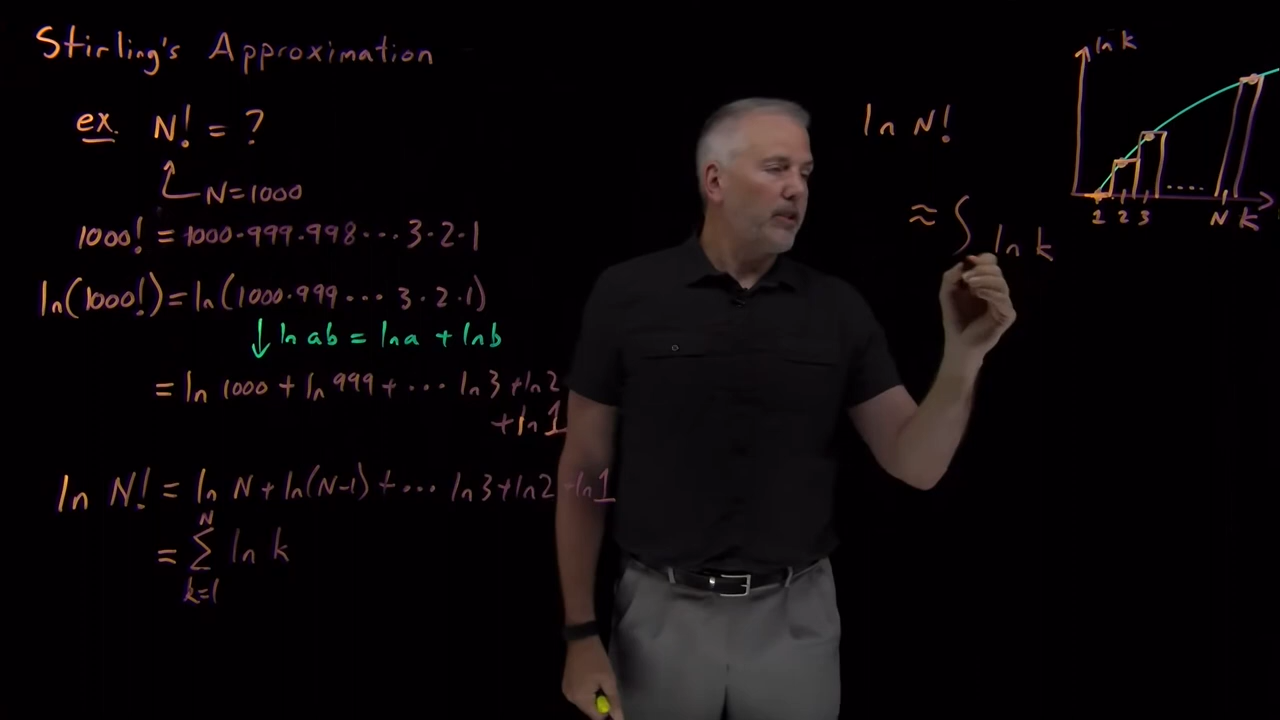 Stirling's Approximation
ex. N! = ?
N=1000
1000! = 1000·999·998···3·2·1
ln(1000!) = ln(1000·999···3·2·1)
↓ ln ab = ln a + ln b
= ln 1000 + ln 999 + ··· ln 3 + ln 2
+ ln 1
ln N! = ln N + ln(N-1) + ··· ln 3 + ln 2 + ln 1
N
= ∑ ln k
k=1
ln N!
≈ ∫ ln k
ln k
1 2 3 ···· N k